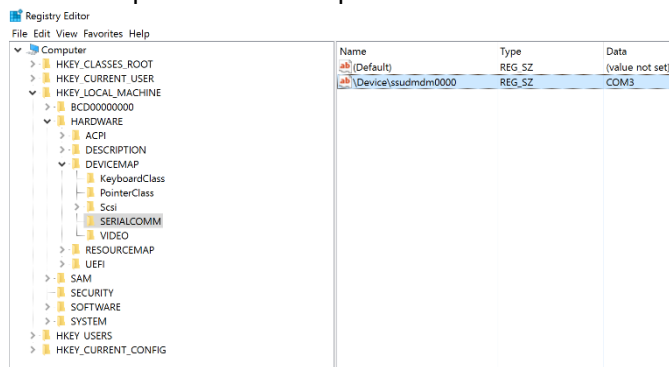 Registry Editor
File Edit View Favorites Help
Computer
HKEY_CLASSES_ROOT
HKEY_CURRENT_USER
HKEY_LOCAL_MACHINE
BCD00000000
HARDWARE
ACPI
DESCRIPTION
DEVICEMAP
KeyboardClass
PointerClass
Scsi
SERIALCOMM
VIDEO
RESOURCEMAP
UEFI
SAM
SECURITY
SOFTWARE
SYSTEM
HKEY_USERS
HKEY_CURRENT_CONFIG
Name Type Data
(Default) REG_SZ (value not set)
\Device\ssudmdm0000 REG_SZ COM3